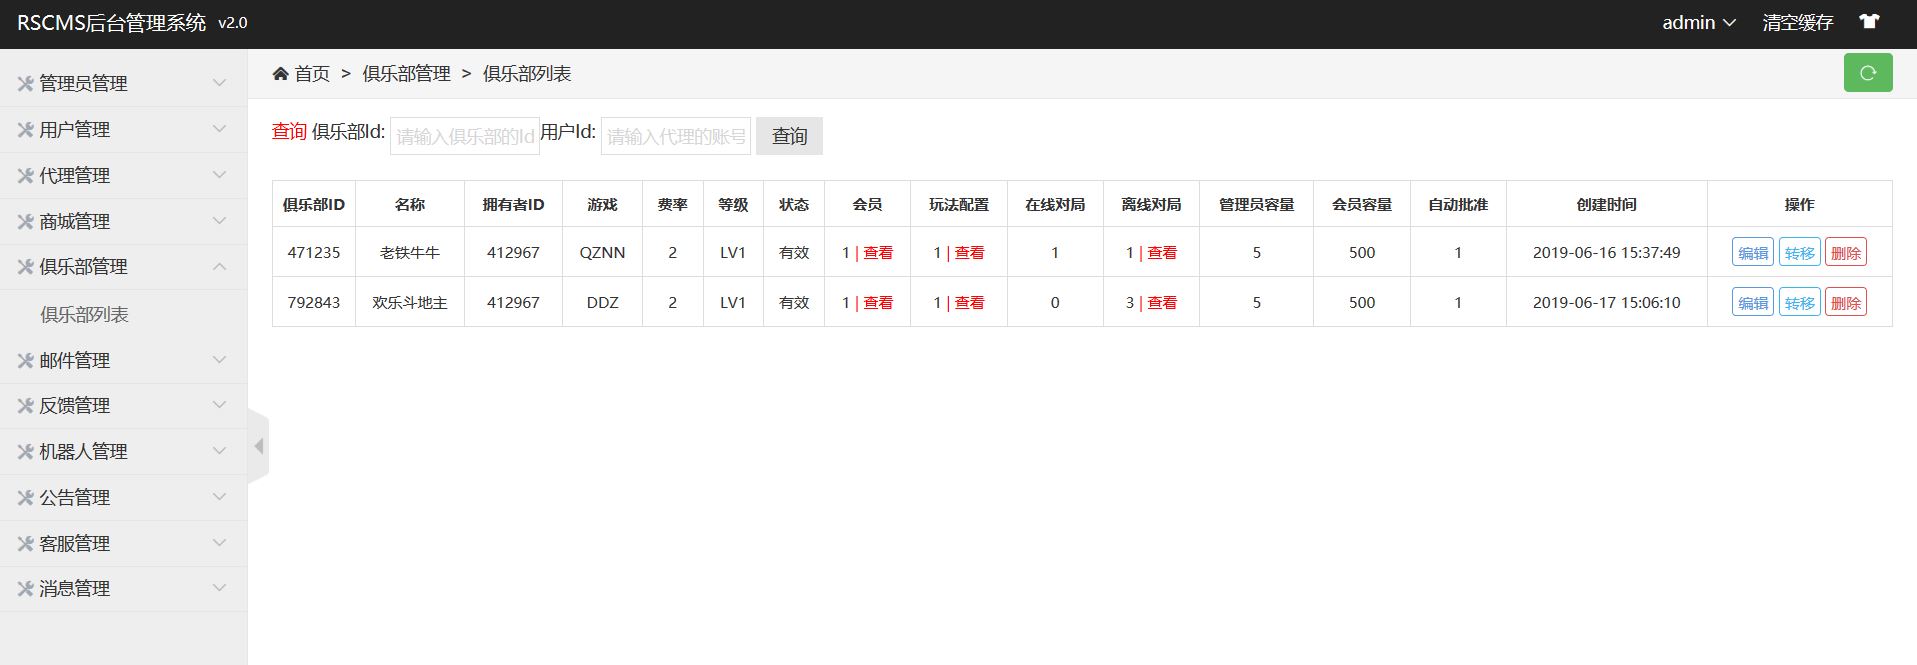 RSCMS后台管理系统 v2.0 admin 清空缓存
首页 > 俱乐部管理 > 俱乐部列表
管理员管理
用户管理
代理管理
商城管理
俱乐部管理
俱乐部列表
邮件管理
反馈管理
机器人管理
公告管理
客服管理
消息管理
查询 俱乐部Id: 请输入俱乐部的Id 用户Id: 请输入代理的账号 查询
俱乐部ID 名称 拥有者ID 游戏 费率 等级 状态 会员 玩法配置 在线对局 离线对局 管理员容量 会员容量 自动批准 创建时间 操作
471235 老铁牛牛 412967 QZNN 2 LV1 有效 1 | 查看 1 | 查看 1 1 | 查看 5 500 1 2019-06-16 15:37:49 编辑 转移 删除
792843 欢乐斗地主 412967 DDZ 2 LV1 有效 1 | 查看 1 | 查看 0 3 | 查看 5 500 1 2019-06-17 15:06:10 编辑 转移 删除